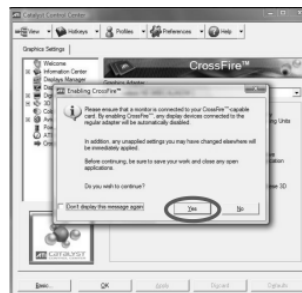 Catalyst Control Center
View Hotkeys Profiles Preferences Help
Graphics Settings
Welcome
Information Center
Displays Manager
CrossFire™
Graphics Adapter
Enabling CrossFire™
Please ensure that a monitor is connected to your CrossFire™-capable
card. By enabling CrossFire™, any display devices connected to the
regular adapter will be automatically disabled.
In addition, any unapplied settings you may have changed elsewhere will
be immediately applied.
Before continuing, be sure to save your work and close any open
applications.
Do you wish to continue?
Don't display this message again
Yes No
CATALYST
Basic... OK Apply Discard Defaults